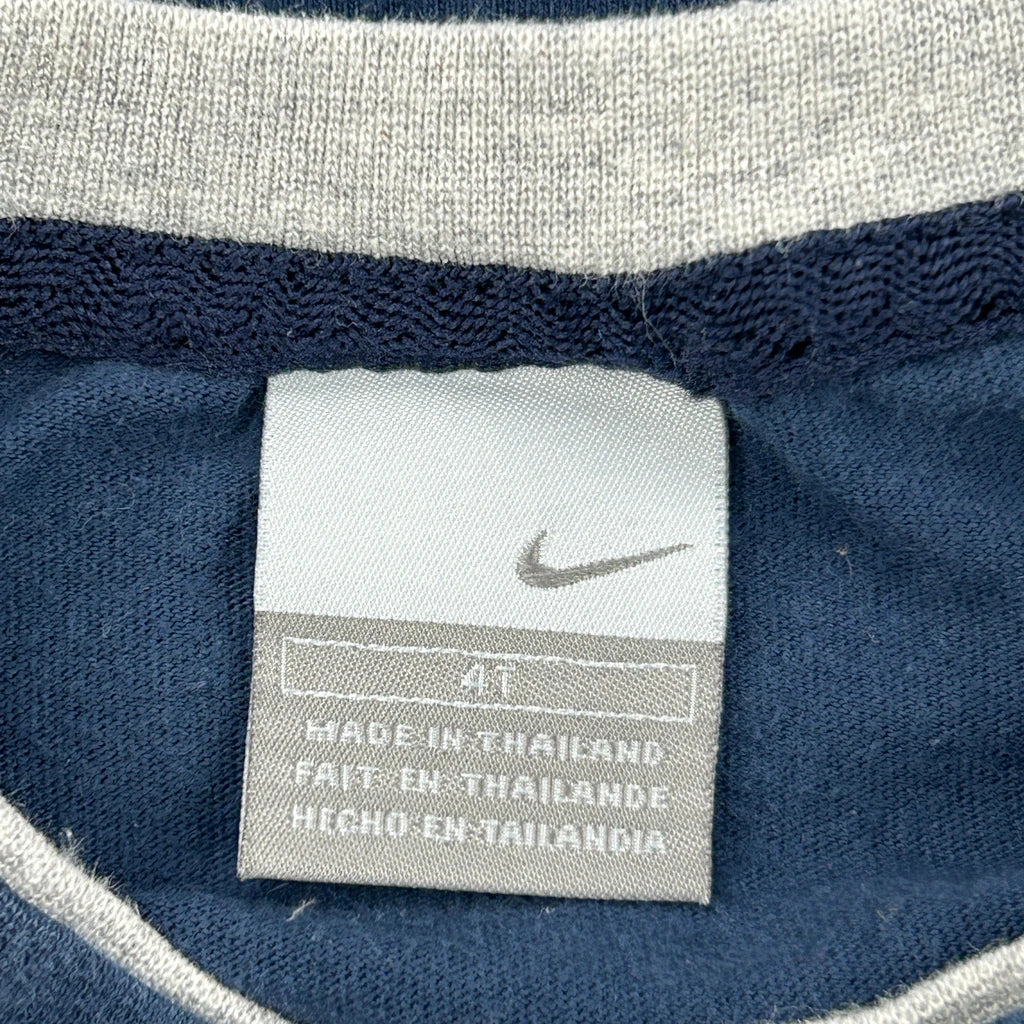 4T
MADE IN THAILAND
FAIT EN THAILANDE
HECHO EN TAILANDIA